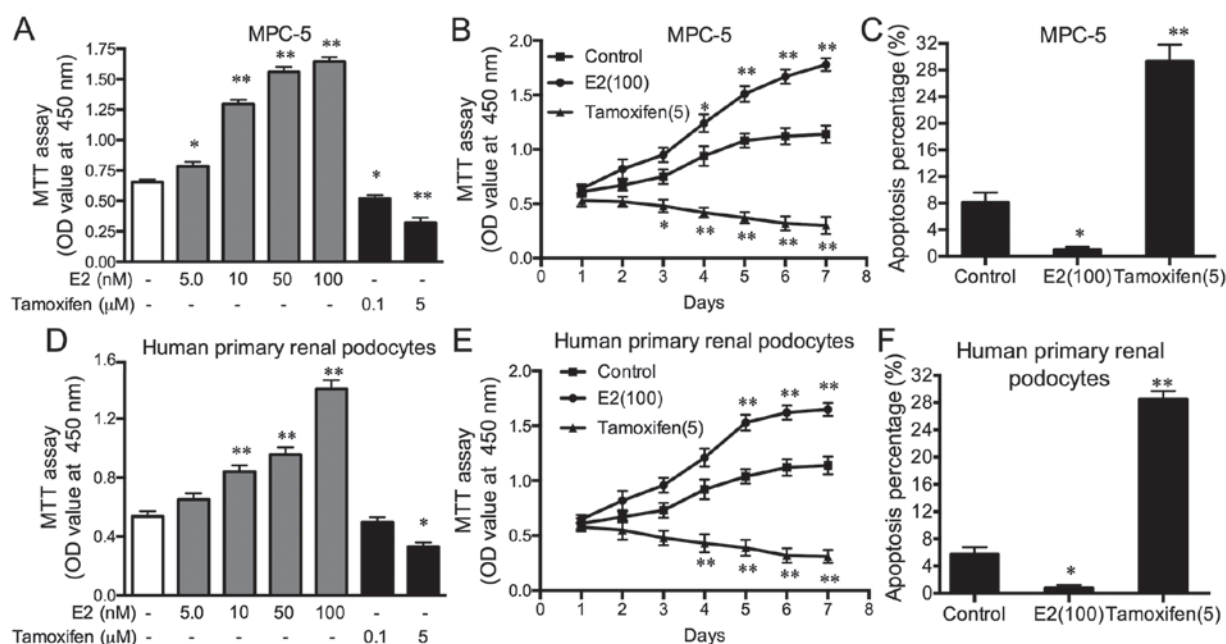 A
MPC-5
MTT assay
(OD value at 450 nm)
1.75
1.50
1.25
1.00
0.75
0.50
0.25
0.00
*
**
**
**
*
**
E2 (nM) - 5.0 10 50 100 - -
Tamoxifen (µM) - - - - - 0.1 5
B
MPC-5
MTT assay
(OD value at 450 nm)
2.0
1.5
1.0
0.5
0.0
Control
E2(100)
Tamoxifen(5)
* ** ** **
* ** ** ** **
0 1 2 3 4 5 6 7 8
Days
C
MPC-5
Apoptosis percentage (%)
32
28
24
20
16
12
8
4
0
*
**
Control E2(100) Tamoxifen(5)
D
Human primary renal podocytes
MTT assay
(OD value at 450 nm)
1.6
1.2
0.8
0.4
0.0
**
**
**
*
E2 (nM) - 5.0 10 50 100 - -
Tamoxifen (µM) - - - - - 0.1 5
E
Human primary renal podocytes
MTT assay
(OD value at 450 nm)
2.0
1.5
1.0
0.5
0.0
Control
E2(100)
Tamoxifen(5)
** ** **
** ** ** **
0 1 2 3 4 5 6 7 8
Days
F
Human primary renal
podocytes
Apoptosis percentage (%)
32
28
24
20
16
12
8
4
0
*
**
Control E2(100) Tamoxifen(5)